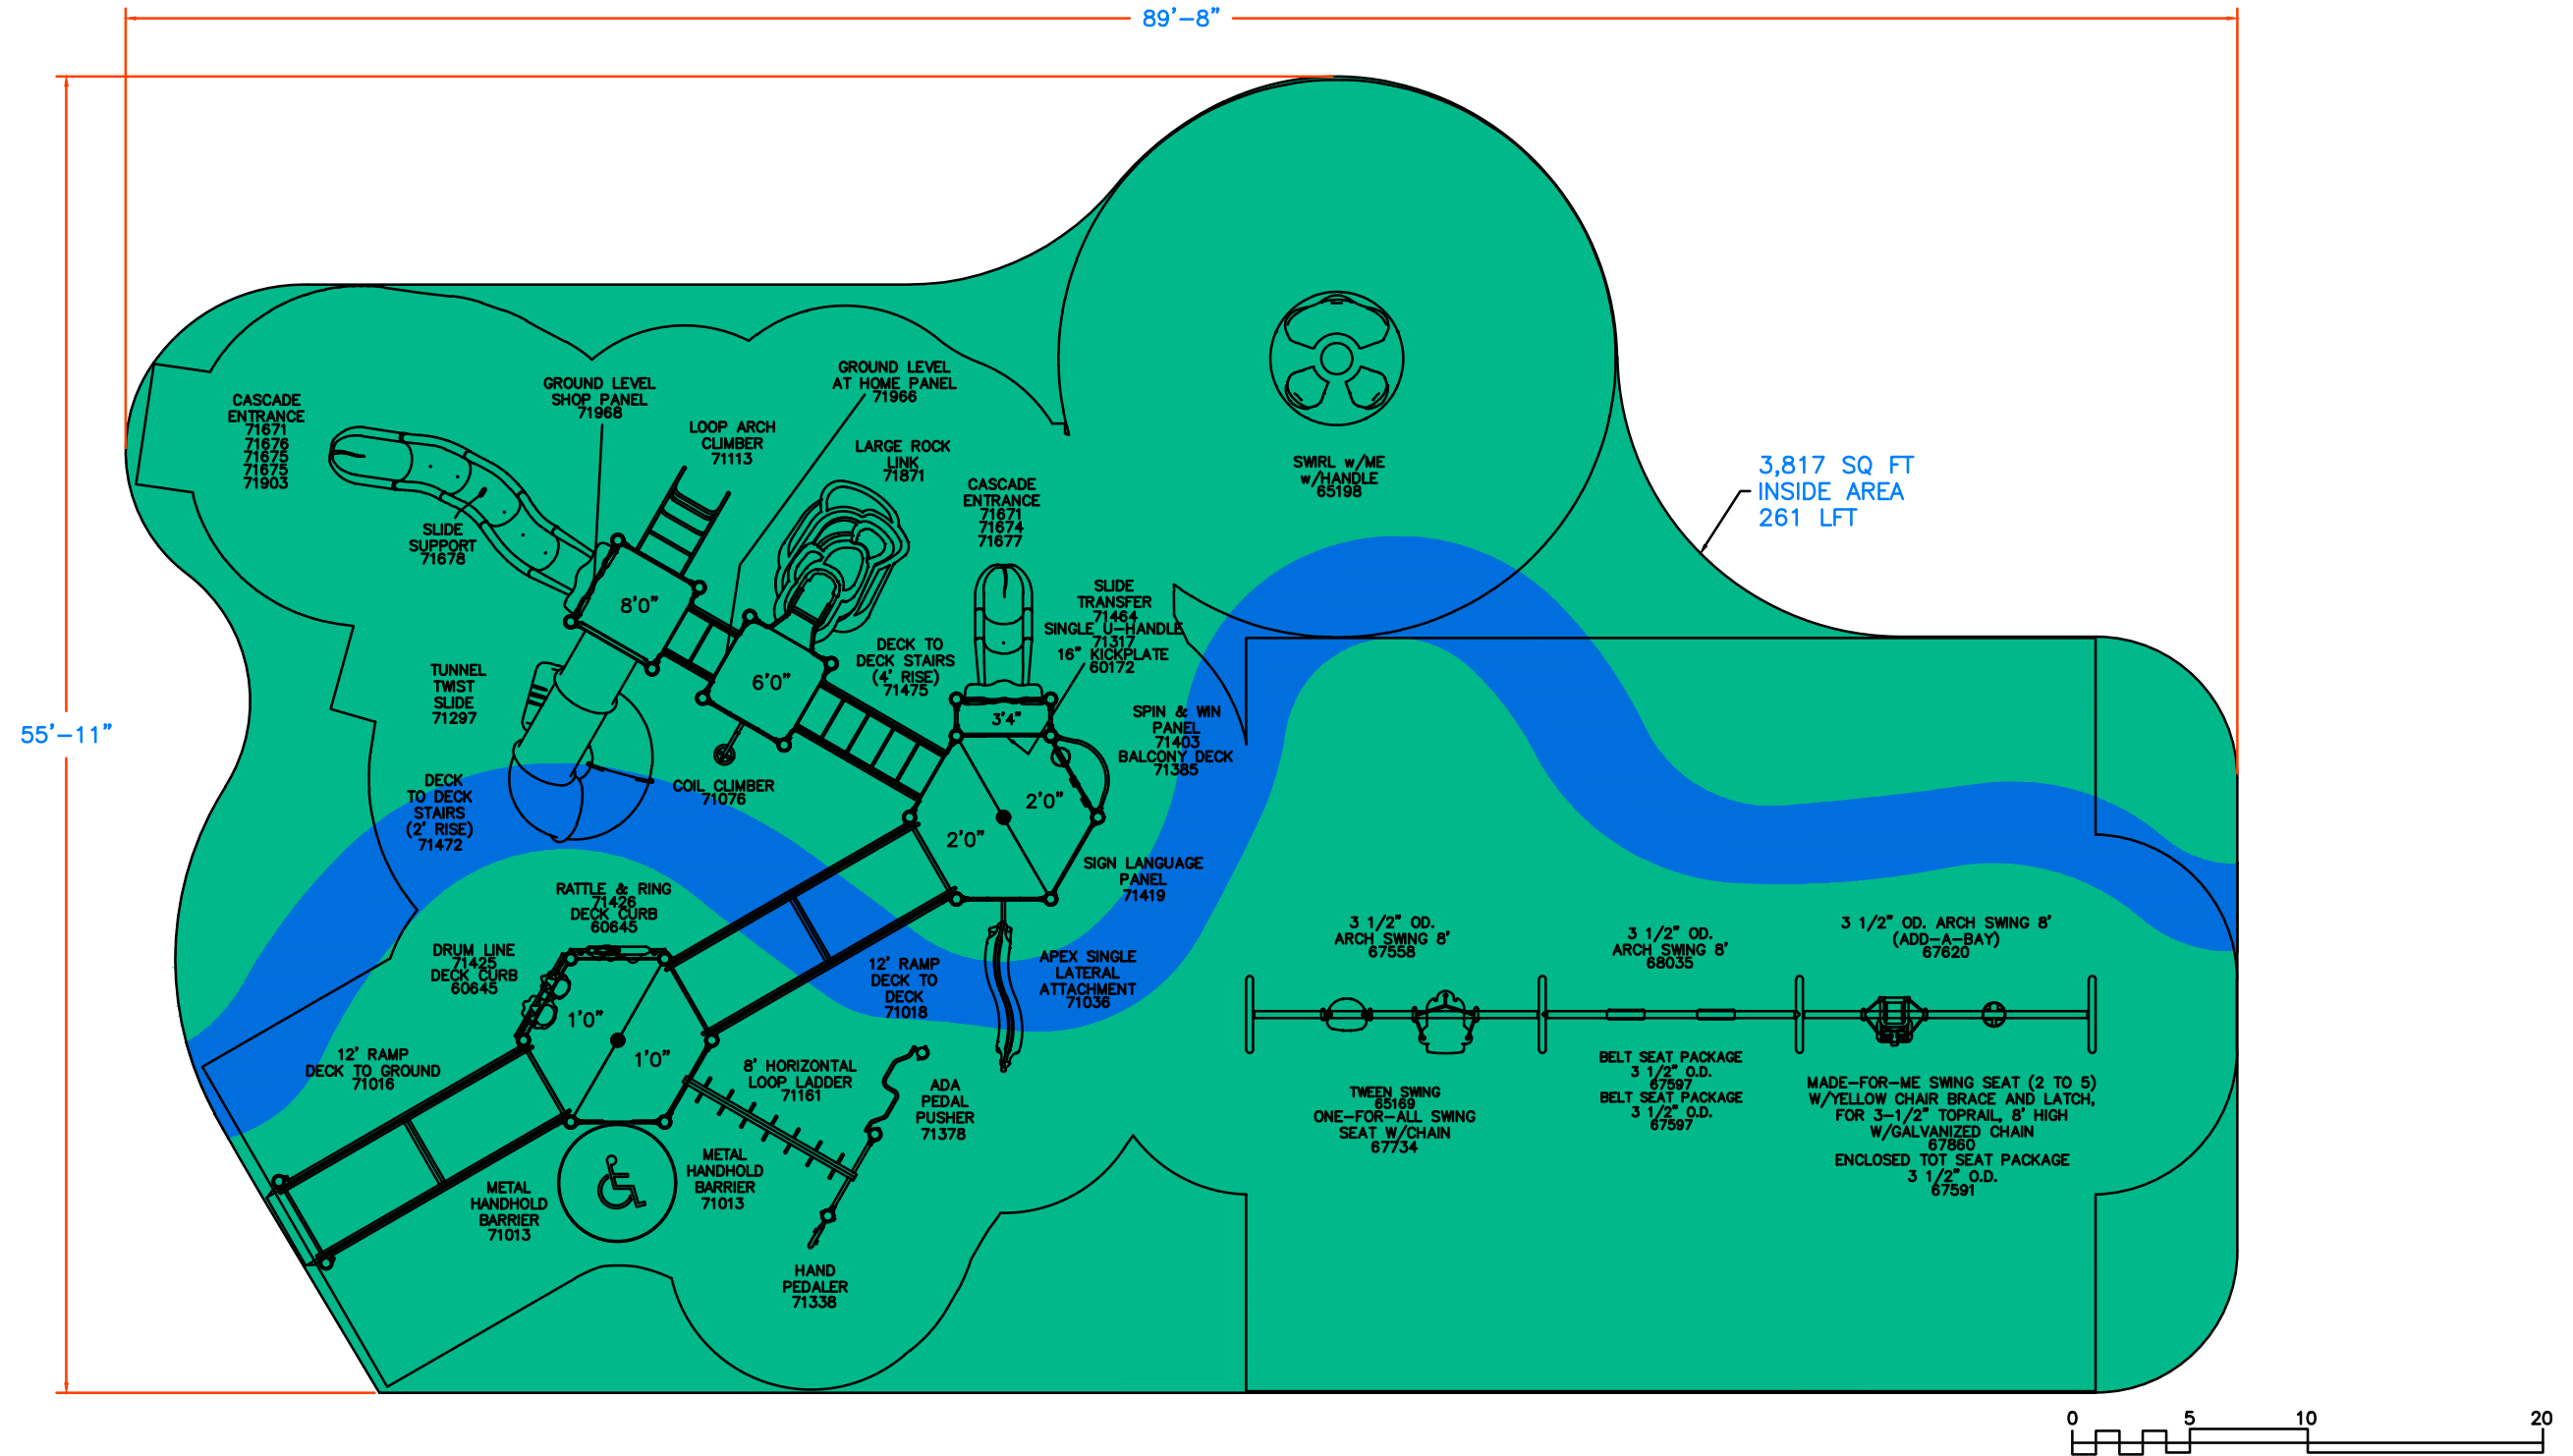 89'-8"
55'-11"
3,817 SQ FT
INSIDE AREA
261 LFT
CASCADE
ENTRANCE
71671
71676
71675
71675
71903
GROUND LEVEL
SHOP PANEL
71968
LOOP ARCH
CLIMBER
71113
GROUND LEVEL
AT HOME PANEL
71966
LARGE ROCK
LINK
71871
CASCADE
ENTRANCE
71671
71674
71677
SWIRL w/ME
w/HANDLE
65198
SLIDE
SUPPORT
71678
8'0"
6'0"
SLIDE
TRANSFER
71464
SINGLE U-HANDLE
71317
16" KICKPLATE
60172
DECK TO
DECK STAIRS
(4' RISE)
71475
TUNNEL
TWIST
SLIDE
71297
3'4"
SPIN & WIN
PANEL
71403
BALCONY DECK
71385
COIL CLIMBER
71076
DECK
TO DECK
STAIRS
(2' RISE)
71472
2'0"
2'0"
SIGN LANGUAGE
PANEL
71419
RATTLE & RING
71426
DECK CURB
60645
DRUM LINE
71425
DECK CURB
60645
1'0"
1'0"
12' RAMP
DECK TO
DECK
71018
APEX SINGLE
LATERAL
ATTACHMENT
71036
12' RAMP
DECK TO GROUND
71016
8' HORIZONTAL
LOOP LADDER
71161
ADA
PEDAL
PUSHER
71378
METAL
HANDHOLD
BARRIER
71013
METAL
HANDHOLD
BARRIER
71013
HAND
PEDALER
71338
3 1/2" OD.
ARCH SWING 8'
67558
3 1/2" OD.
ARCH SWING 8'
68035
3 1/2" OD. ARCH SWING 8'
(ADD-A-BAY)
67620
TWEEN SWING
65169
ONE-FOR-ALL SWING
SEAT W/CHAIN
67734
BELT SEAT PACKAGE
3 1/2" O.D.
67597
BELT SEAT PACKAGE
3 1/2" O.D.
67597
MADE-FOR-ME SWING SEAT (2 TO 5)
W/YELLOW CHAIR BRACE AND LATCH,
FOR 3-1/2" TOPRAIL, 8' HIGH
W/GALVANIZED CHAIN
67860
ENCLOSED TOT SEAT PACKAGE
3 1/2" O.D.
67591
0 5 10 20